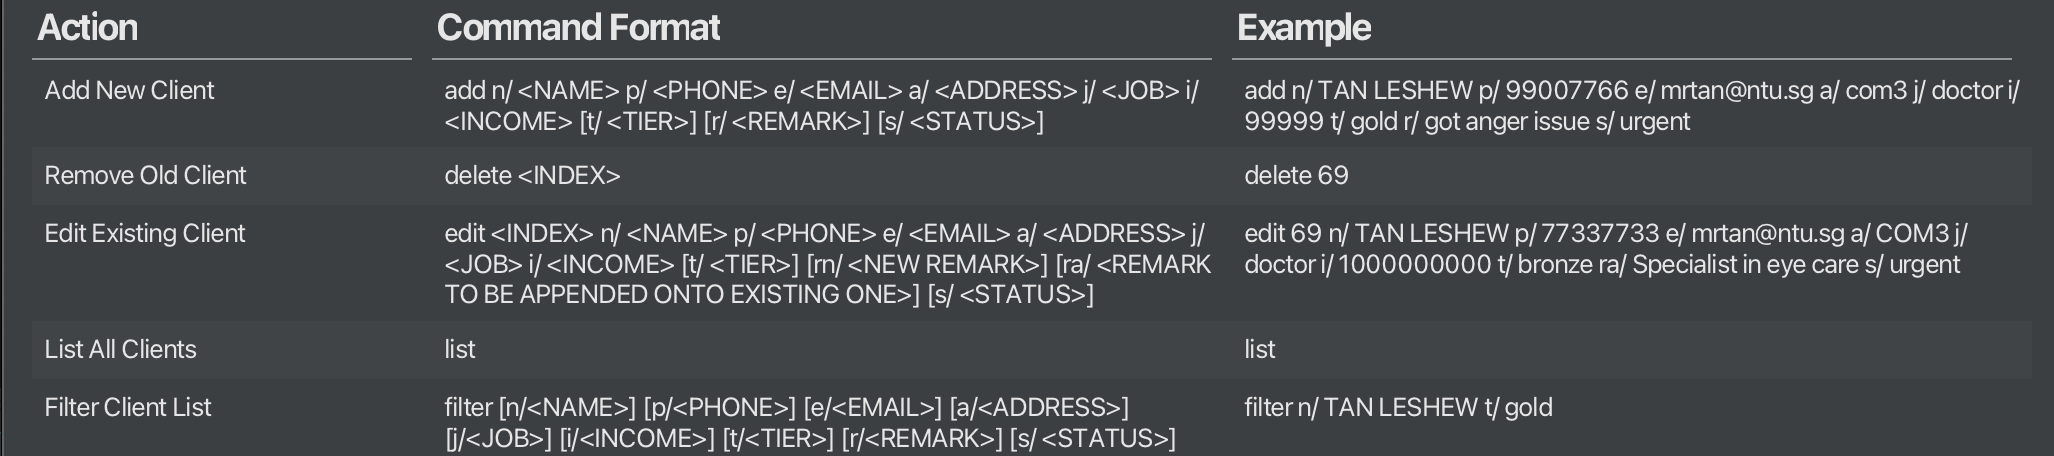 Action Command Format Example
Add New Client
add n/ <NAME> p/ <PHONE> e/ <EMAIL> a/ <ADDRESS> j/ <JOB> i/
<INCOME> [t/ <TIER>] [r/ <REMARK>] [s/ <STATUS>]
add n/ TAN LESHEW p/ 99007766 e/ mrtan@ntu.sg a/ com3 j/ doctor i/
99999 t/ gold r/ got anger issue s/ urgent
Remove Old Client
delete <INDEX>
delete 69
Edit Existing Client
edit <INDEX> n/ <NAME> p/ <PHONE> e/ <EMAIL> a/ <ADDRESS> j/
<JOB> i/ <INCOME> [t/ <TIER>] [rn/ <NEW REMARK>] [ra/ <REMARK
TO BE APPENDED ONTO EXISTING ONE>] [s/ <STATUS>]
edit 69 n/ TAN LESHEW p/ 77337733 e/ mrtan@ntu.sg a/ COM3 j/
doctor i/ 1000000000 t/ bronze ra/ Specialist in eye care s/ urgent
List All Clients
list
list
Filter Client List
filter [n/<NAME>] [p/<PHONE>] [e/<EMAIL>] [a/<ADDRESS>]
[j/<JOB>] [i/<INCOME>] [t/<TIER>] [r/<REMARK>] [s/ <STATUS>]
filter n/ TAN LESHEW t/ gold